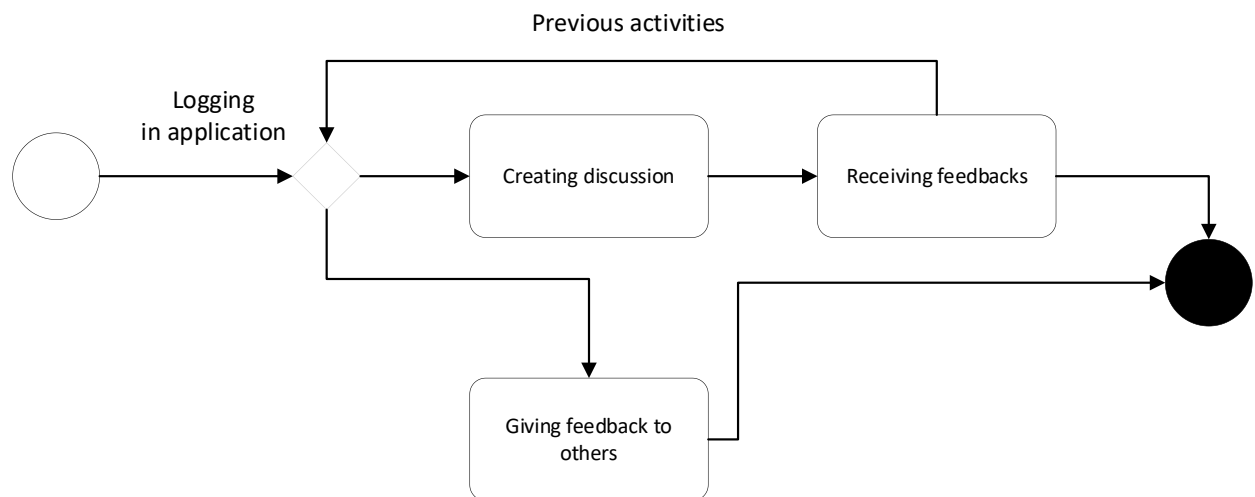 Previous activities
Logging
in application
Creating discussion
Receiving feedbacks
Giving feedback to
others